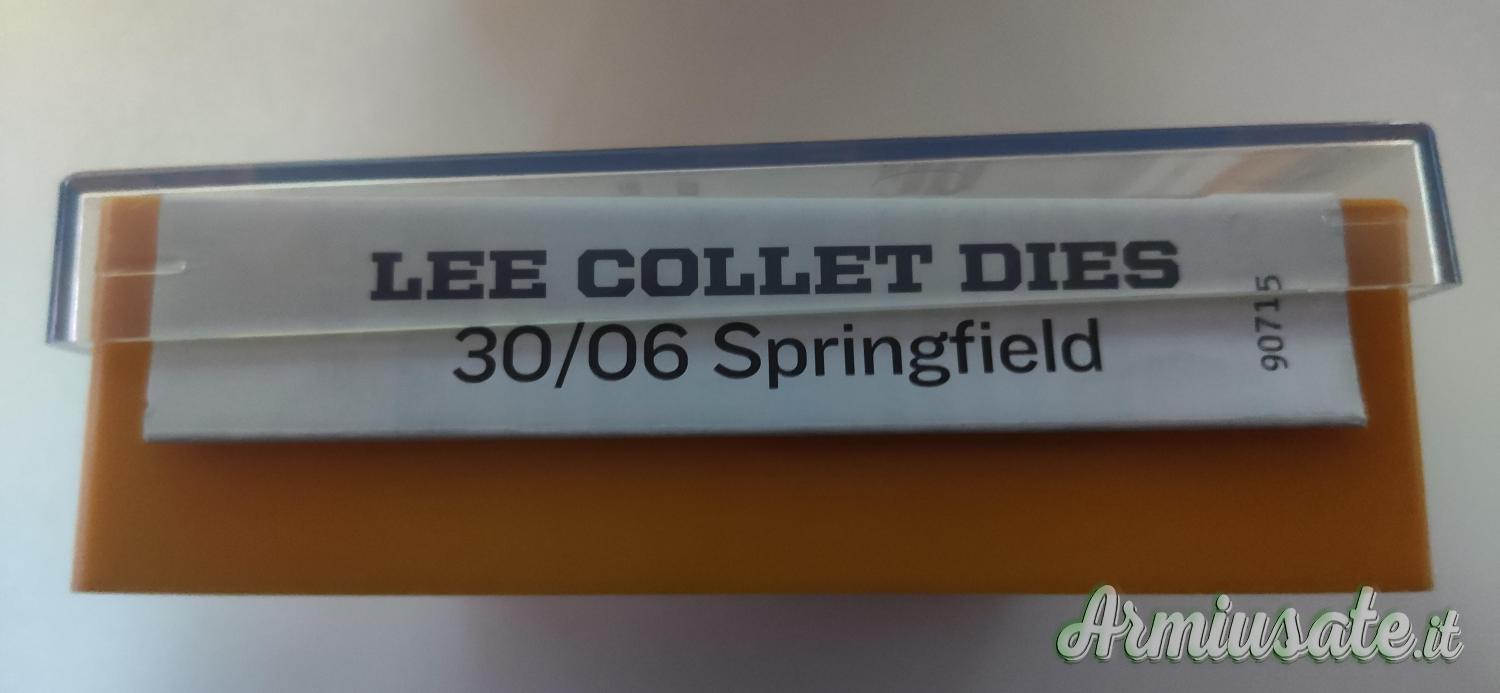 LEE COLLET DIES
30/06 Springfield
90715
Armiusate.it